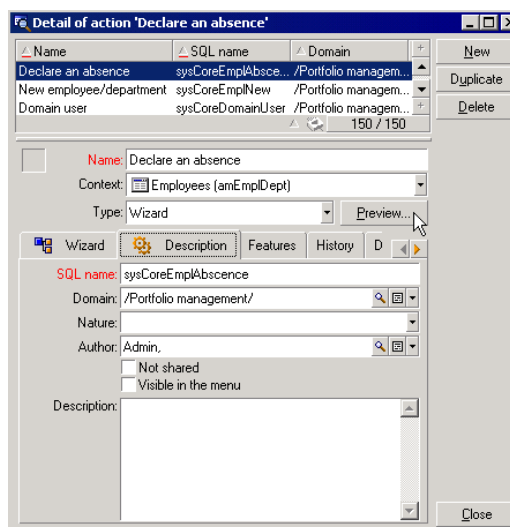 Detail of action 'Declare an absence'
Name SQL name Domain + New
Declare an absence sysCoreEmplAbsce... /Portfolio managem...
New employee/department sysCoreEmplNew /Portfolio managem... Duplicate
Domain user sysCoreDomainUser /Portfolio managem... + Delete
150 / 150
Name: Declare an absence
Context: Employees (amEmplDept)
Type: Wizard Preview...
Wizard Description Features History D
SQL name: sysCoreEmplAbscence
Domain: /Portfolio management/
Nature:
Author: Admin,
Not shared
Visible in the menu
Description:
Close